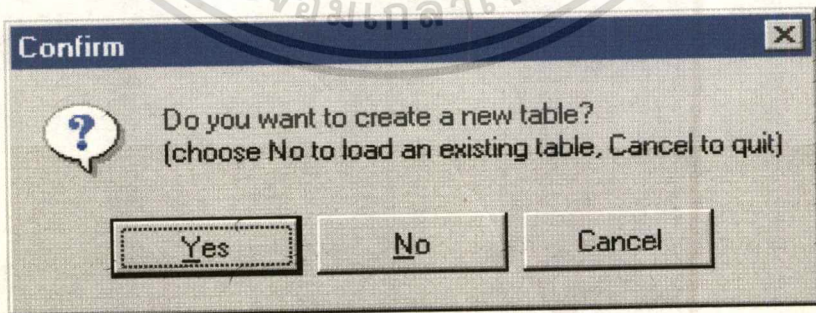 Confirm
Do you want to create a new table?
(choose No to load an existing table, Cancel to quit)
Yes
No
Cancel